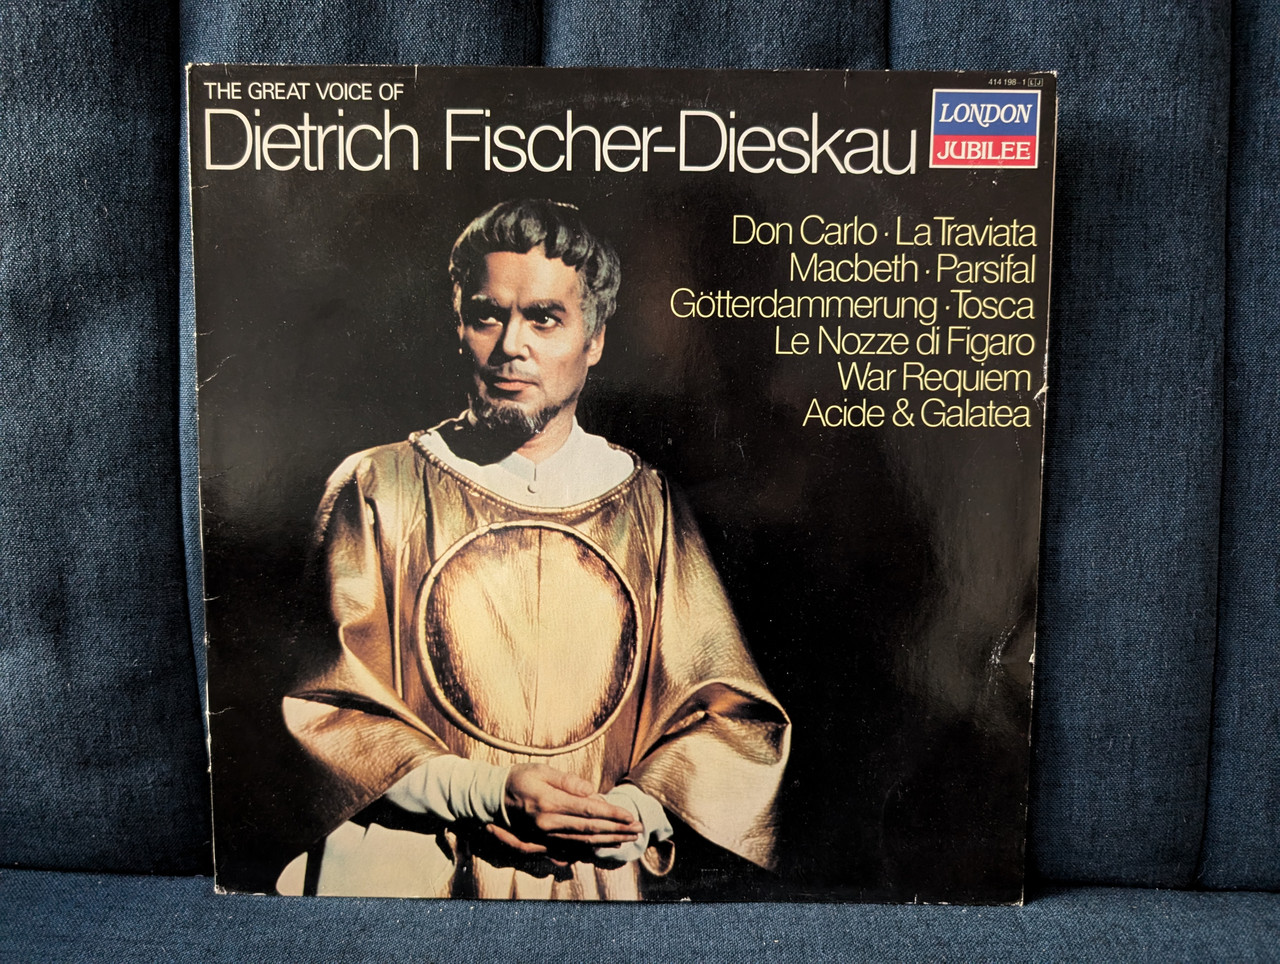 THE GREAT VOICE OF
Dietrich Fischer-Dieskau
414 198-1 LJ
LONDON
JUBILEE
Don Carlo · La Traviata
Macbeth · Parsifal
Götterdammerung · Tosca
Le Nozze di Figaro
War Requiem
Acide & Galatea